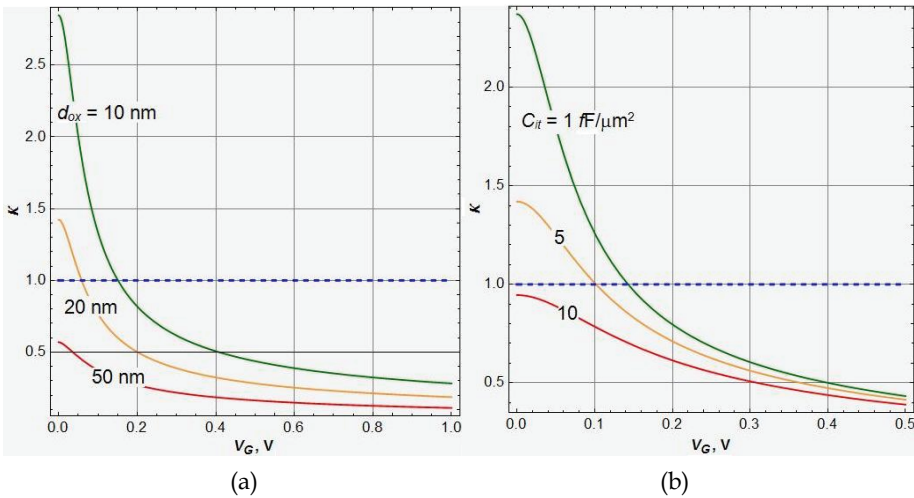 2.5
d_ox = 10 nm
2.0
κ
1.5
1.0
20 nm
0.5
50 nm
0.0 0.2 0.4 0.6 0.8 1.0
V_G, V
(a)
2.0
C_it = 1 fF/μm²
κ
1.5
5
1.0
10
0.5
0.0 0.1 0.2 0.3 0.4 0.5
V_G, V
(b)